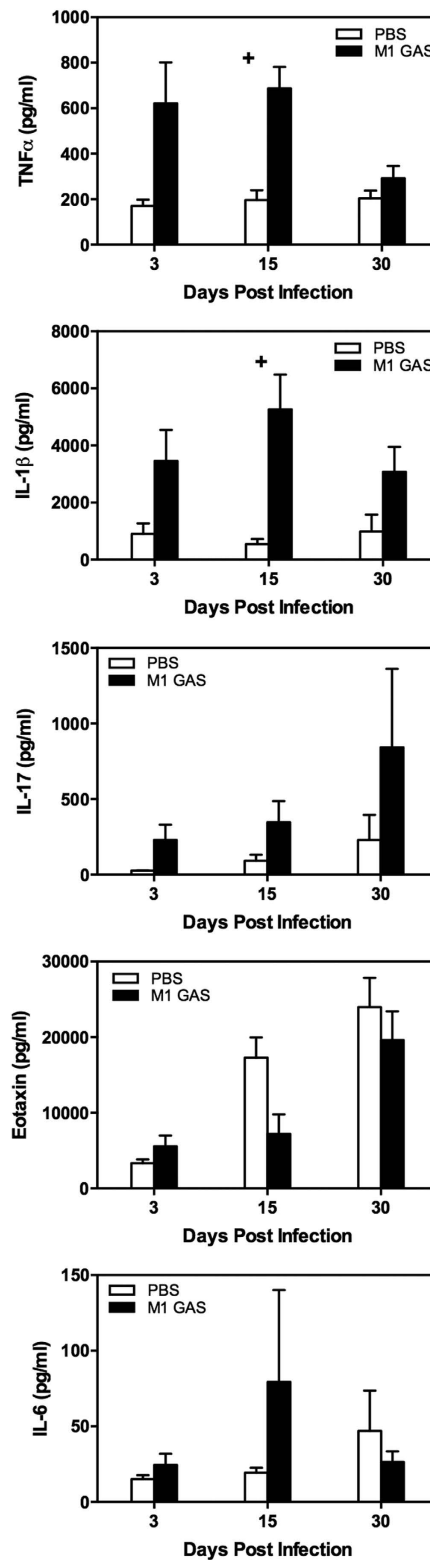 1000
800
600
400
200
0
TNFα (pg/ml)
PBS
M1 GAS
+
3 15 30
Days Post Infection
8000
6000
4000
2000
0
IL-1β (pg/ml)
PBS
M1 GAS
+
3 15 30
Days Post Infection
1500
1000
500
0
IL-17 (pg/ml)
PBS
M1 GAS
3 15 30
Days Post Infection
30000
20000
10000
0
Eotaxin (pg/ml)
PBS
M1 GAS
3 15 30
Days Post Infection
150
100
50
0
IL-6 (pg/ml)
PBS
M1 GAS
3 15 30
Days Post Infection